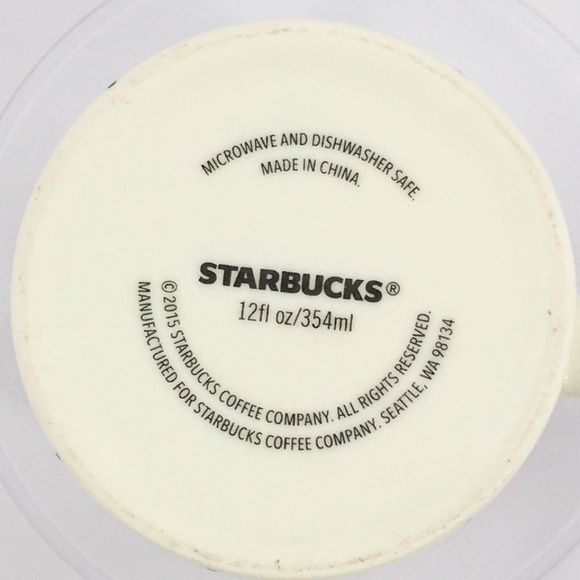 MICROWAVE AND DISHWASHER SAFE.
MADE IN CHINA.
STARBUCKS®
12fl oz/354ml
© 2015 STARBUCKS COFFEE COMPANY. ALL RIGHTS RESERVED.
MANUFACTURED FOR STARBUCKS COFFEE COMPANY. SEATTLE, WA 98134